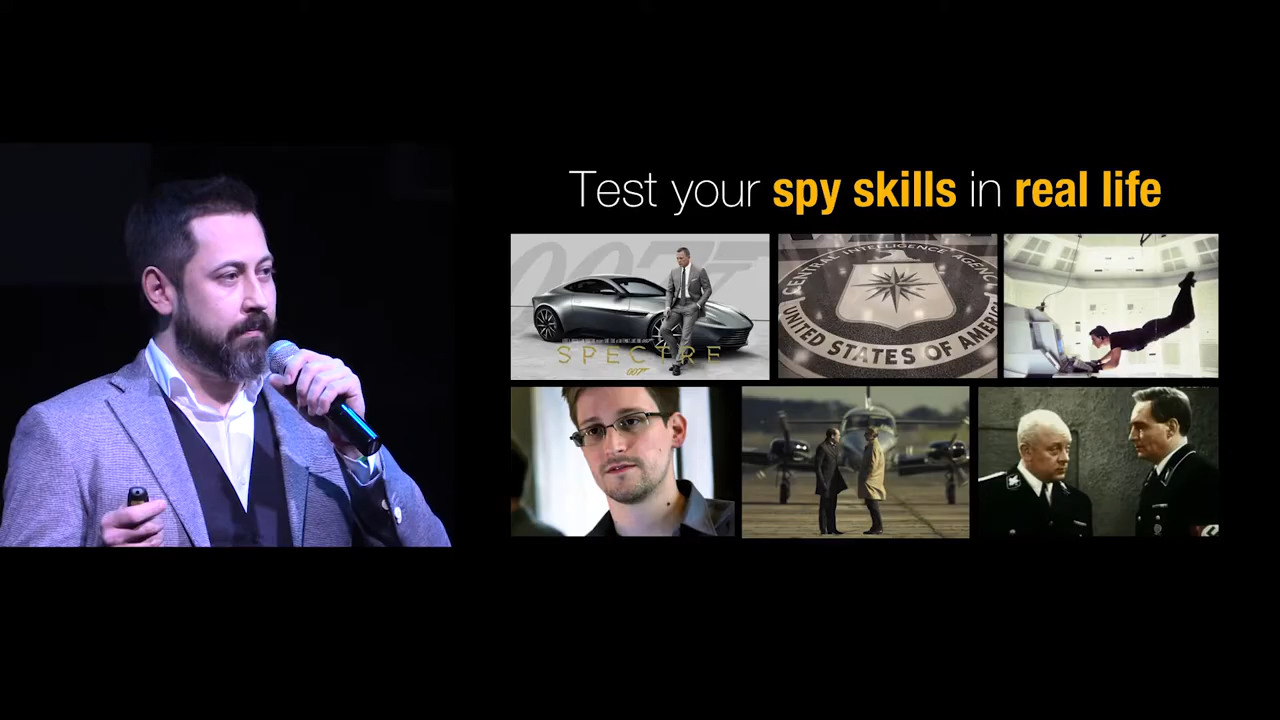 Test your spy skills in real life
007
SPECTRE
007
CENTRAL INTELLIGENCE AGENCY
UNITED STATES OF AMERICA